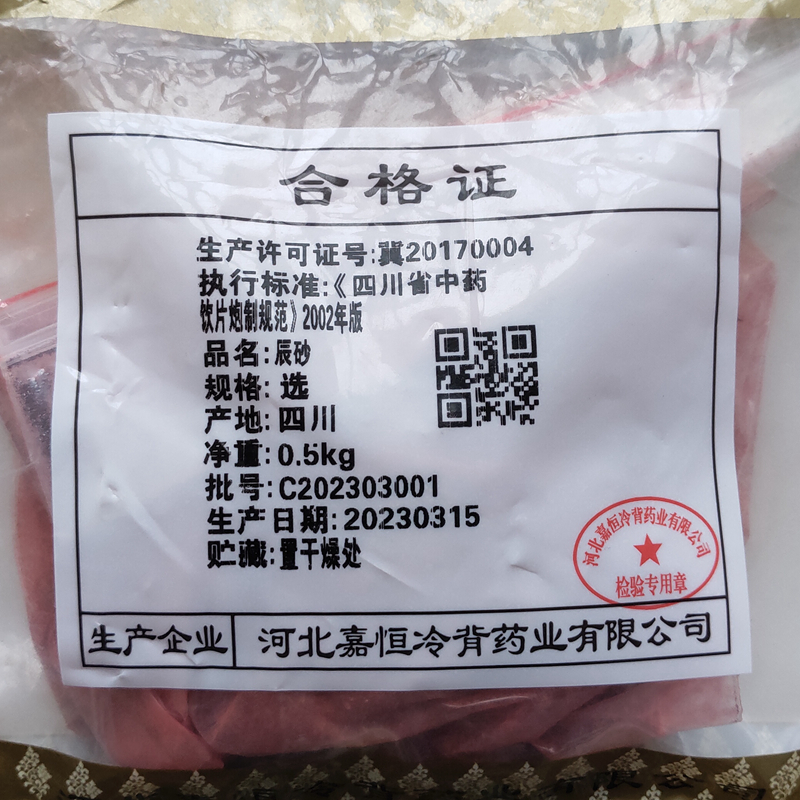 合格证
生产许可证号:冀20170004
执行标准:《四川省中药
饮片炮制规范》2002年版
品名:辰砂
规格:选
产地:四川
净重:0.5kg
批号:C202303001
生产日期:20230315
贮藏:置干燥处
河北嘉恒冷背药业有限公司
检验专用章
生产企业 河北嘉恒冷背药业有限公司